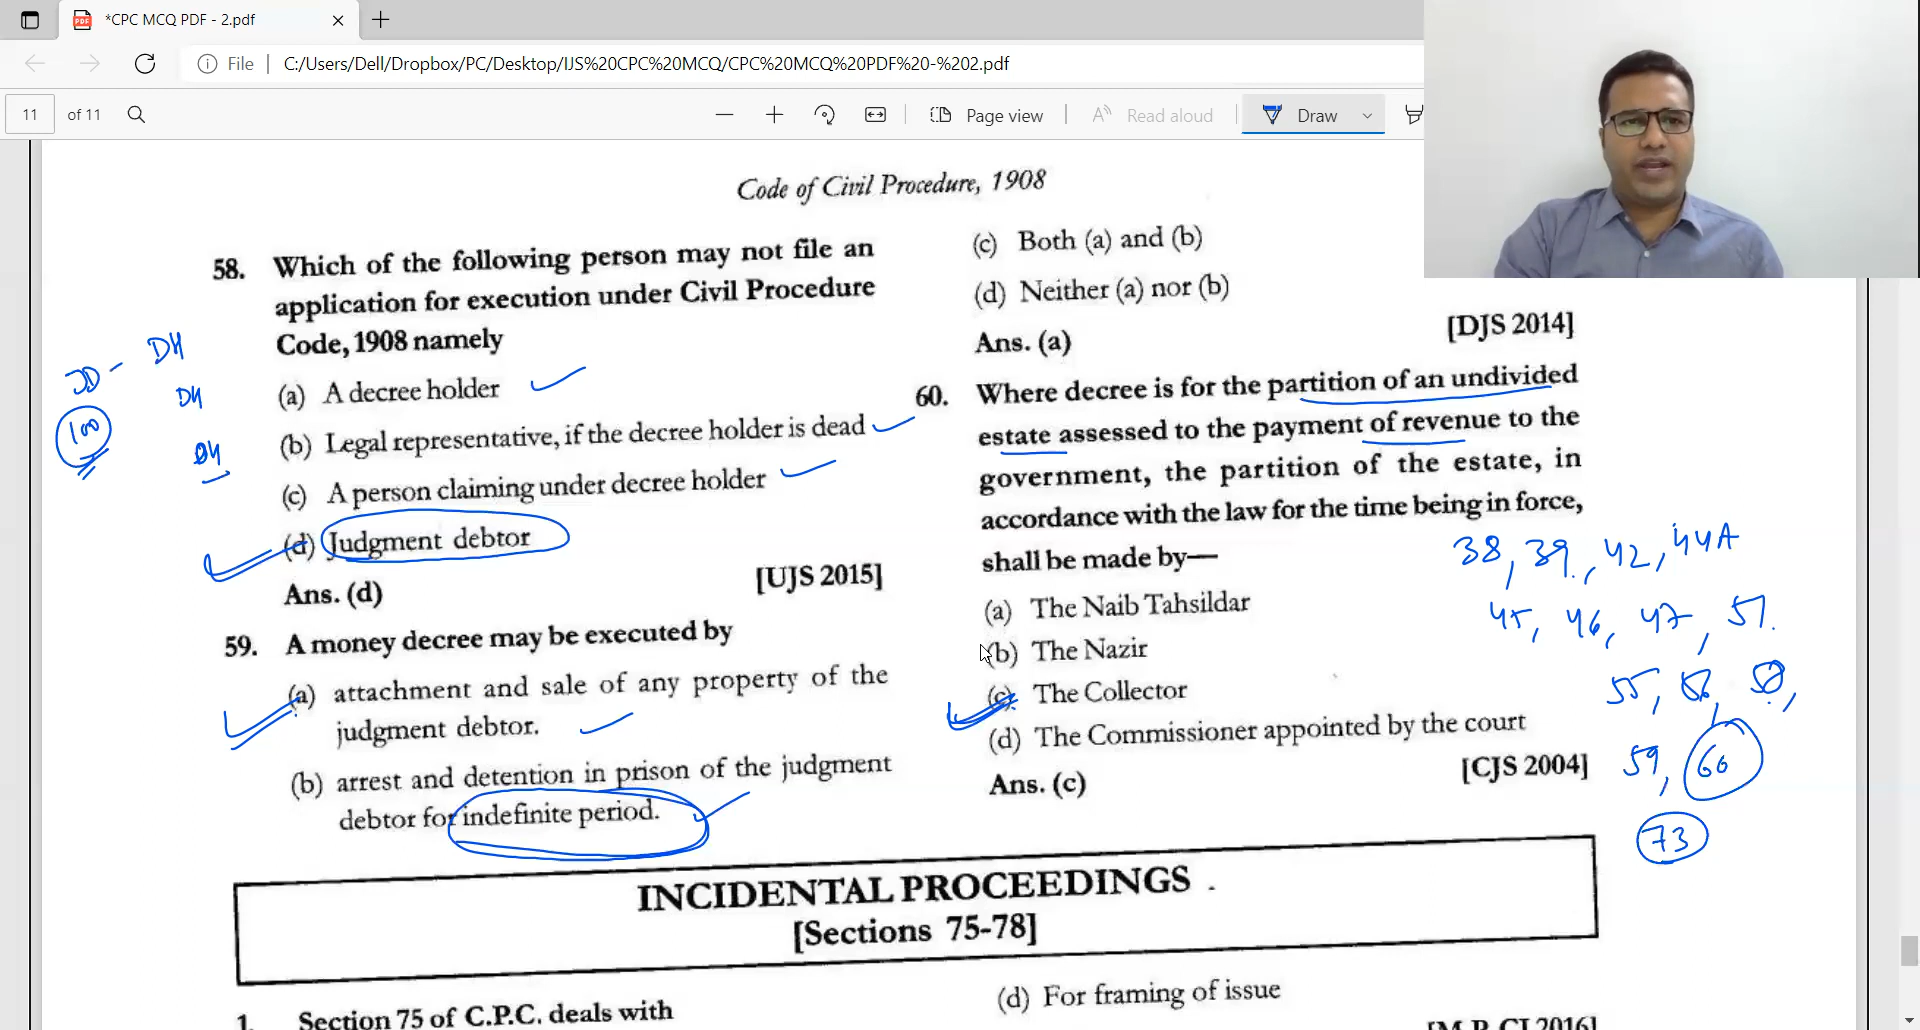 *CPC MCQ PDF - 2.pdf
File
C:/Users/Dell/Dropbox/PC/Desktop/IJS%20CPC%20MCQ/CPC%20MCQ%20PDF%20-%202.pdf
11 of 11
Page view
Read aloud
Draw
Code of Civil Procedure, 1908
58. Which of the following person may not file an
application for execution under Civil Procedure
Code, 1908 namely
(a) A decree holder
(b) Legal representative, if the decree holder is dead
(c) A person claiming under decree holder
(d) Judgment debtor
Ans. (d) [UJS 2015]
JD - DH
DH
100
DH
59. A money decree may be executed by
(a) attachment and sale of any property of the
judgment debtor.
(b) arrest and detention in prison of the judgment
debtor for indefinite period.
(c) Both (a) and (b)
(d) Neither (a) nor (b)
Ans. (a) [DJS 2014]
60. Where decree is for the partition of an undivided
estate assessed to the payment of revenue to the
government, the partition of the estate, in
accordance with the law for the time being in force,
shall be made by—
(a) The Naib Tahsildar
(b) The Nazir
(c) The Collector
(d) The Commissioner appointed by the court
Ans. (c) [CJS 2004]
38, 39, 42, 44A
45, 46, 47, 51.
55, 56, 58,
59, 60
73
INCIDENTAL PROCEEDINGS
[Sections 75-78]
1. Section 75 of C.P.C. deals with
(d) For framing of issue
[M.P. CJ 2016]